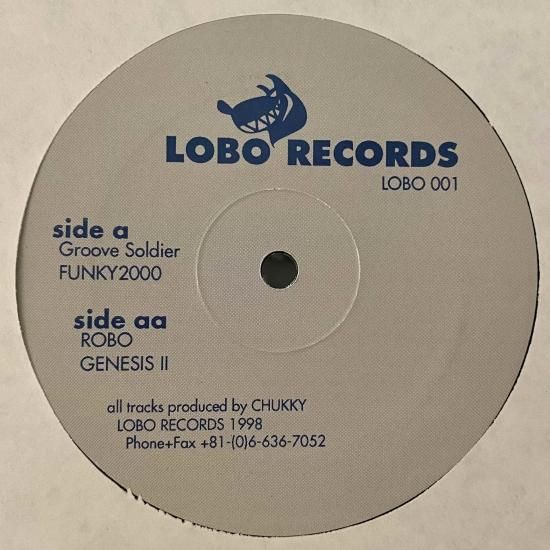 LOBO RECORDS
LOBO 001
side a
Groove Soldier
FUNKY2000
side aa
ROBO
GENESIS II
all tracks produced by CHUKKY
LOBO RECORDS 1998
Phone+Fax +81-(0)6-636-7052